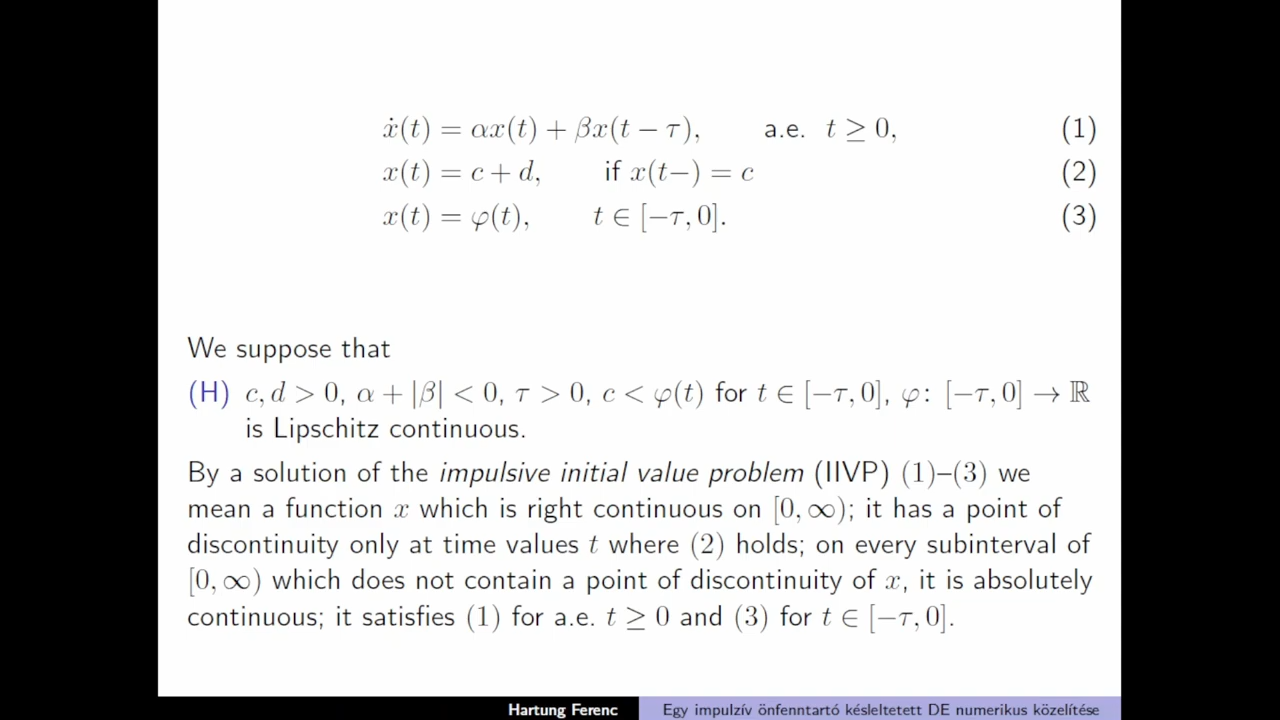 ẋ(t) = αx(t) + βx(t − τ), a.e. t ≥ 0, (1)
x(t) = c + d, if x(t−) = c (2)
x(t) = φ(t), t ∈ [−τ, 0]. (3)
We suppose that
(H) c, d > 0, α + |β| < 0, τ > 0, c < φ(t) for t ∈ [−τ, 0], φ: [−τ, 0] → ℝ
is Lipschitz continuous.
By a solution of the impulsive initial value problem (IIVP) (1)–(3) we
mean a function x which is right continuous on [0, ∞); it has a point of
discontinuity only at time values t where (2) holds; on every subinterval of
[0, ∞) which does not contain a point of discontinuity of x, it is absolutely
continuous; it satisfies (1) for a.e. t ≥ 0 and (3) for t ∈ [−τ, 0].
Hartung Ferenc Egy impulzív önfenntartó késleltetett DE numerikus közelítése